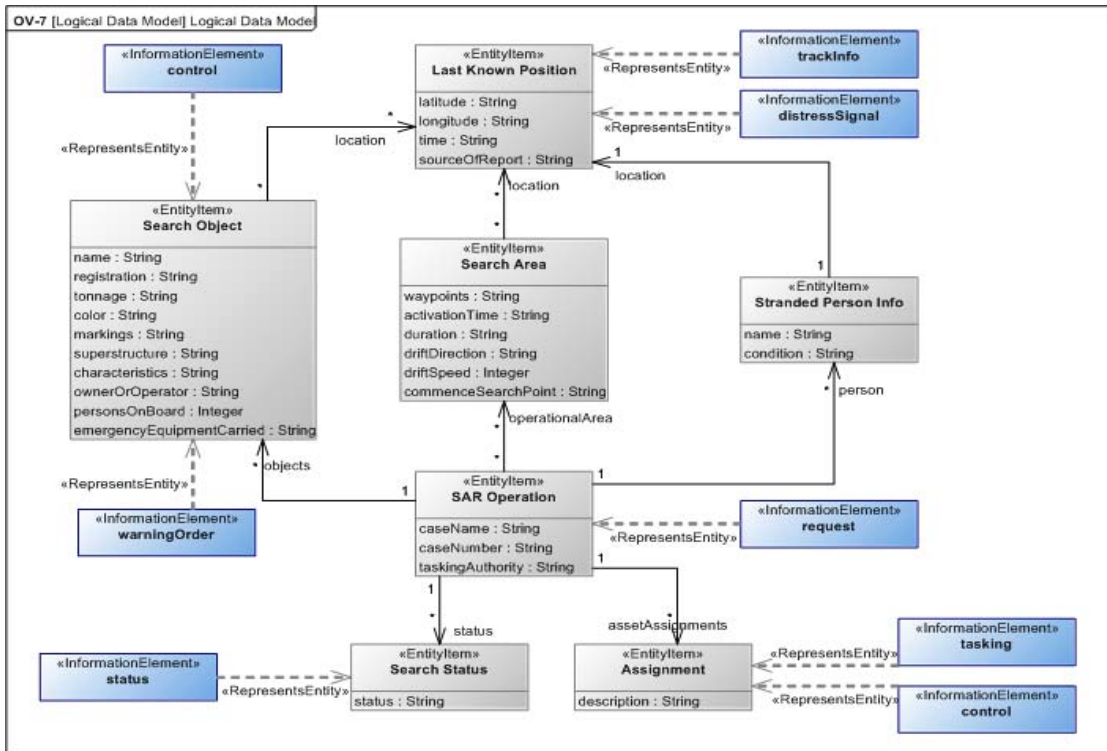 OV-7 [Logical Data Model] Logical Data Model
«InformationElement»
control
«RepresentsEntity»
«EntityItem»
Last Known Position
latitude : String
longitude : String
time : String
sourceOfReport : String
«RepresentsEntity»
«InformationElement»
trackInfo
«RepresentsEntity»
«InformationElement»
distressSignal
*
location
*
*
location
*
1
location
1
«EntityItem»
Search Object
name : String
registration : String
tonnage : String
color : String
markings : String
superstructure : String
characteristics : String
ownerOrOperator : String
personsOnBoard : Integer
emergencyEquipmentCarried : String
«EntityItem»
Search Area
waypoints : String
activationTime : String
duration : String
driftDirection : String
driftSpeed : Integer
commenceSearchPoint : String
«EntityItem»
Stranded Person Info
name : String
condition : String
* person
*
operationalArea
*
* objects
1
1
«RepresentsEntity»
«InformationElement»
warningOrder
«EntityItem»
SAR Operation
caseName : String
caseNumber : String
taskingAuthority : String
«RepresentsEntity»
«InformationElement»
request
1
*
status
1
*
assetAssignments
«InformationElement»
status
«RepresentsEntity»
«EntityItem»
Search Status
status : String
«EntityItem»
Assignment
description : String
«RepresentsEntity»
«InformationElement»
tasking
«RepresentsEntity»
«InformationElement»
control